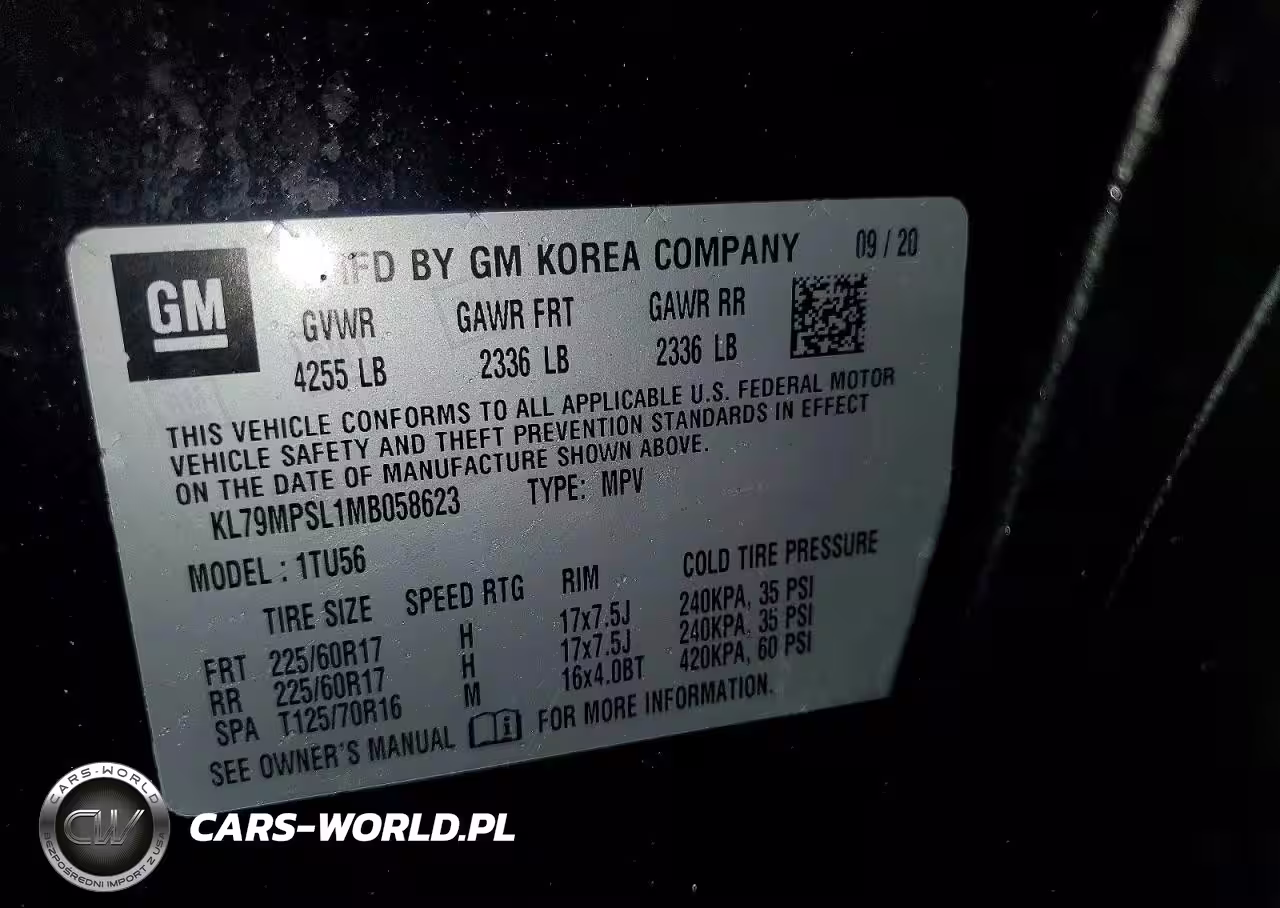 GM
MFD BY GM KOREA COMPANY 09 / 20
GVWR GAWR FRT GAWR RR
4255 LB 2336 LB 2336 LB
THIS VEHICLE CONFORMS TO ALL APPLICABLE U.S. FEDERAL MOTOR
VEHICLE SAFETY AND THEFT PREVENTION STANDARDS IN EFFECT
ON THE DATE OF MANUFACTURE SHOWN ABOVE.
KL79MPSL1MB058623 TYPE: MPV
MODEL : 1TU56
TIRE SIZE SPEED RTG RIM COLD TIRE PRESSURE
FRT 225/60R17 H 17x7.5J 240KPA, 35 PSI
RR 225/60R17 H 17x7.5J 240KPA, 35 PSI
SPA T125/70R16 M 16x4.0BT 420KPA, 60 PSI
SEE OWNER'S MANUAL FOR MORE INFORMATION.
CARS-WORLD
CW
BEZPOŚREDNI IMPORT Z USA
CARS-WORLD.PL